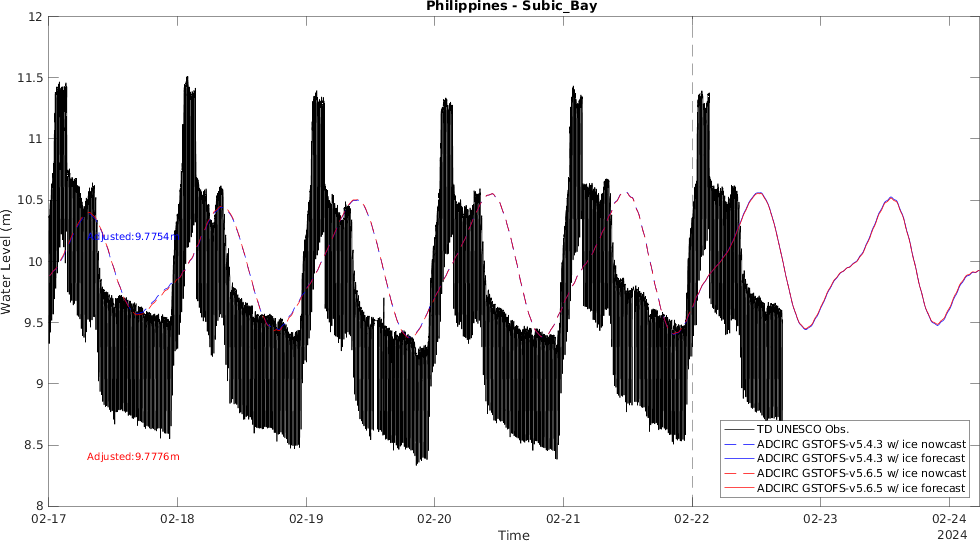 Philippines - Subic_Bay
12
11.5
11
10.5
10
9.5
9
8.5
8
Water Level (m)
Adjusted:9.7754m
Adjusted:9.7776m
TD UNESCO Obs.
ADCIRC GSTOFS-v5.4.3 w/ ice nowcast
ADCIRC GSTOFS-v5.4.3 w/ ice forecast
ADCIRC GSTOFS-v5.6.5 w/ ice nowcast
ADCIRC GSTOFS-v5.6.5 w/ ice forecast
02-17 02-18 02-19 02-20 02-21 02-22 02-23 02-24
Time
2024